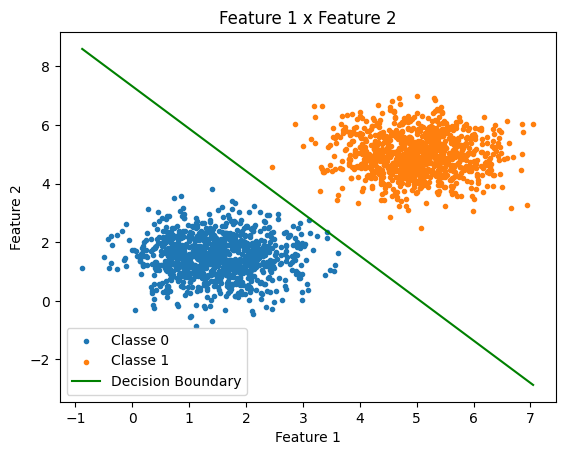 Feature 1 x Feature 2
Feature 2
8
6
4
2
0
−2
Classe 0
Classe 1
Decision Boundary
−1 0 1 2 3 4 5 6 7
Feature 1